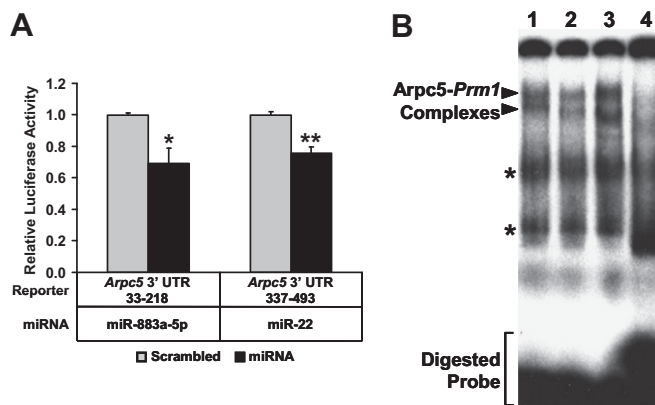 A
Relative Luciferase Activity
1.2
1.0
0.8
0.6
0.4
0.2
0.0
*
**
Reporter
Arpc5 3' UTR
33-218
Arpc5 3' UTR
337-493
miRNA
miR-883a-5p
miR-22
Scrambled
miRNA
B
1 2 3 4
Arpc5-Prm1
Complexes
*
*
Digested
Probe